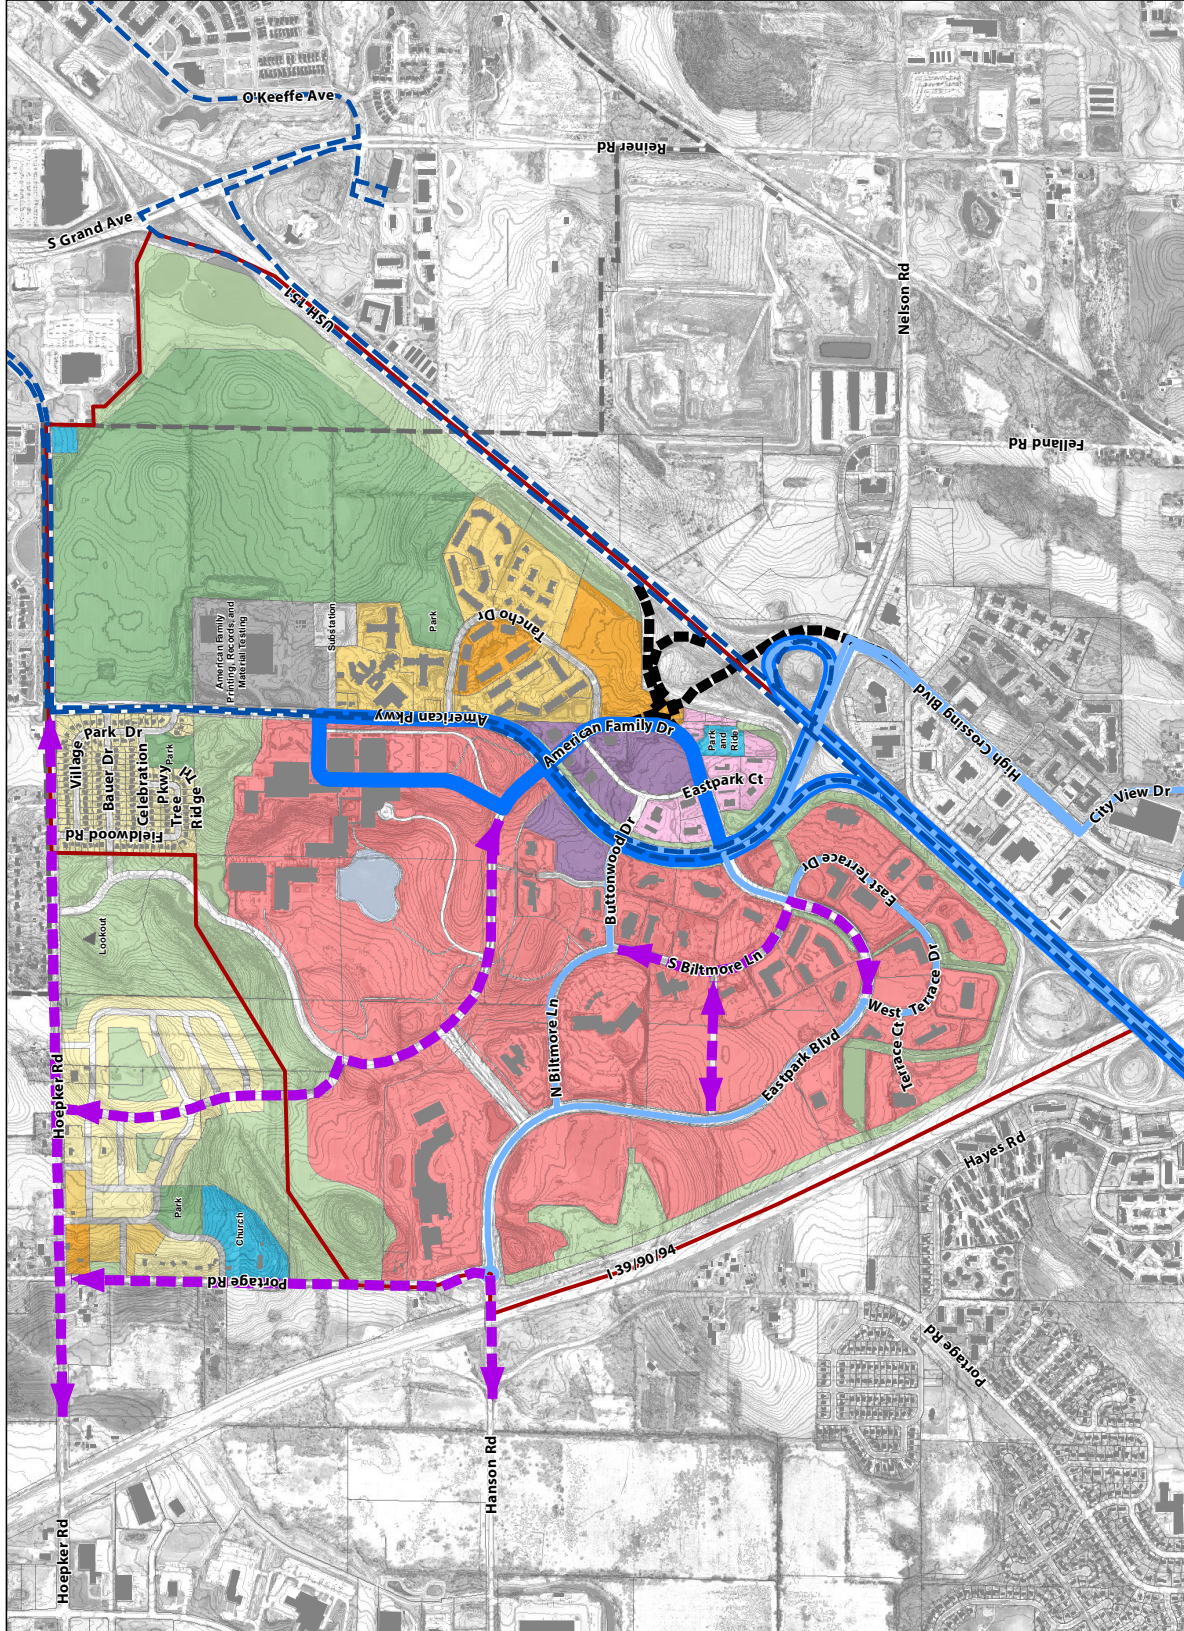 O'Keeffe Ave
Reiner Rd
S Grand Ave
Nelson Rd
USH 151
Felland Rd
American Family
Printing, Records, and
Material Testing
Substation
Park
Tancho Dr
American Pkwy
American Family Dr
Park
and
Ride
High Crossing Blvd
City View Dr
Eastpark Ct
Village
Park Dr
Bauer Dr
Celebration
Pkwy
Park
Tree
Ridge
Trl
Fieldwood Rd
Buttonwood Dr
East Terrace Dr
Lookout
S Biltmore Ln
West Terrace Dr
N Biltmore Ln
Eastpark Blvd
Terrace Ct
Hoepker Rd
Hayes Rd
Park
Church
Portage Rd
I-39/90/94
Portage Rd
Hanson Rd
Hoepker Rd